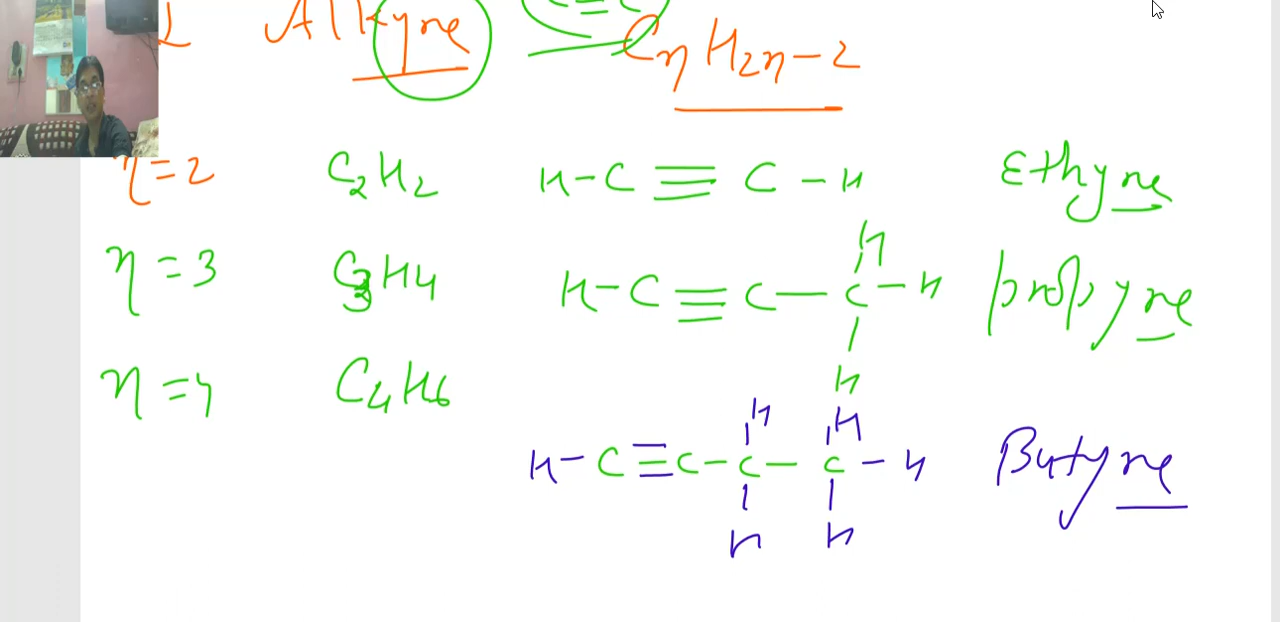 Alkyne CnH2n-2
n=2 C2H2 H-C≡C-H Ethyne
H
n=3 C3H4 H-C≡C-C-H propyne
H
n=4 C4H6
H H
H-C≡C-C-C-H Butyne
H H